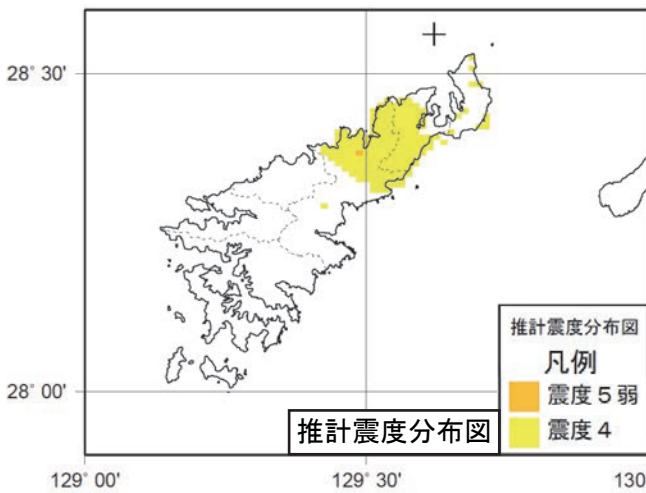 28° 30'
28° 00'
推計震度分布図
凡例
震度５弱
震度４
推計震度分布図
129° 00'
129° 30'
130